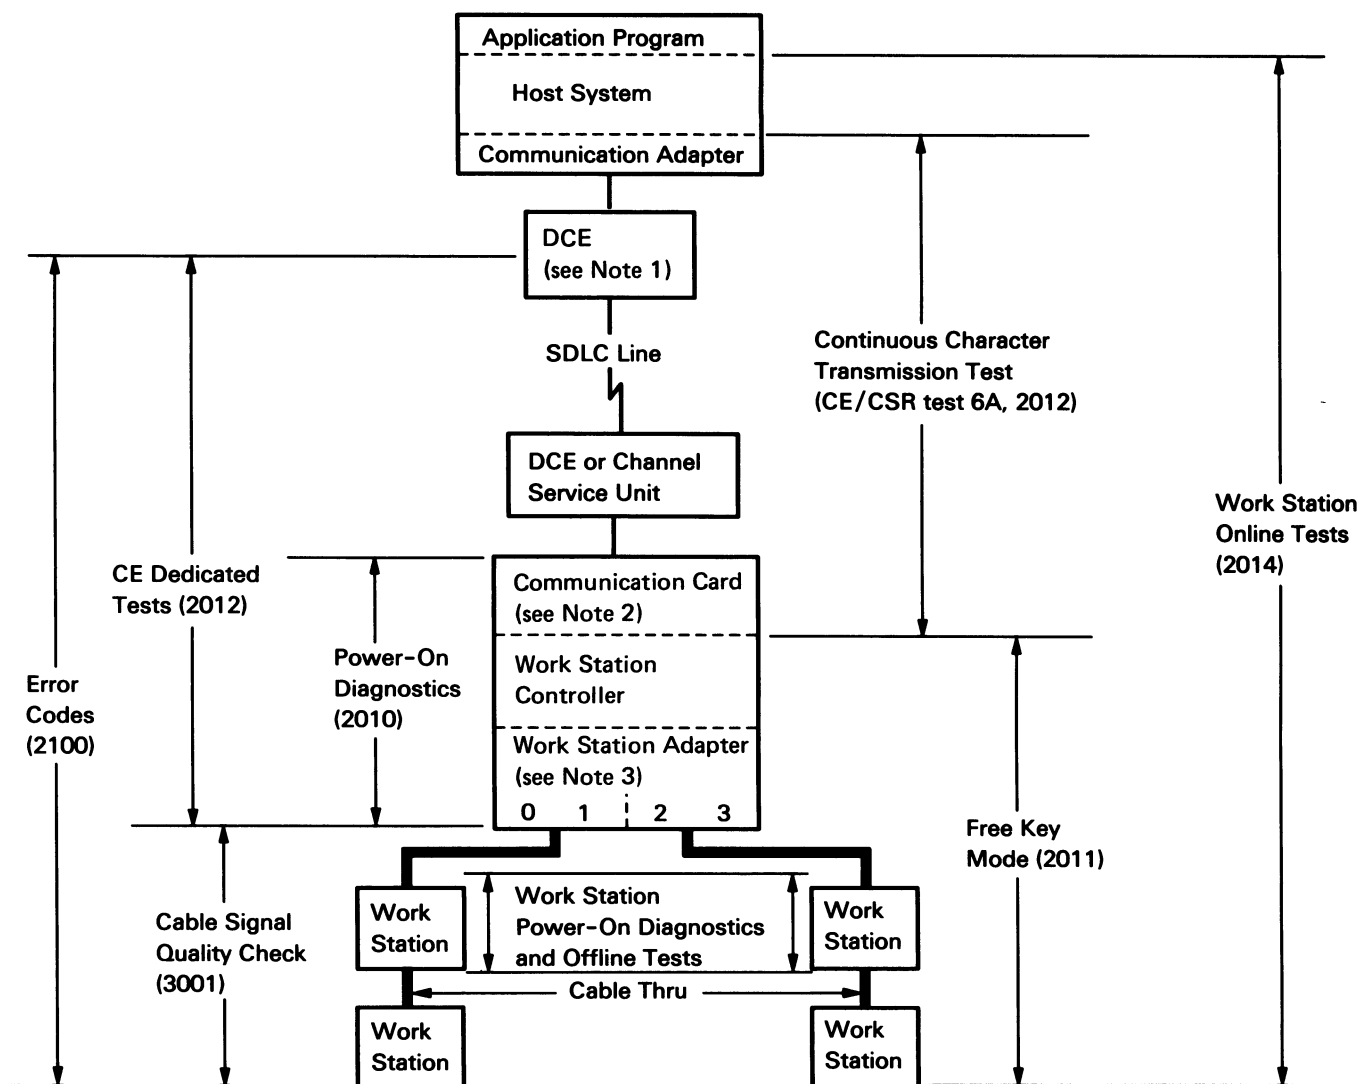 Application Program
Host System
Communication Adapter
DCE
(see Note 1)
SDLC Line
Continuous Character
Transmission Test
(CE/CSR test 6A, 2012)
DCE or Channel
Service Unit
Work Station
Online Tests
(2014)
CE Dedicated
Tests (2012)
Communication Card
(see Note 2)
Power-On
Diagnostics
(2010)
Work Station
Controller
Error
Codes
(2100)
Work Station Adapter
(see Note 3)
0 1 2 3
Free Key
Mode (2011)
Cable Signal
Quality Check
(3001)
Work
Station
Work Station
Power-On Diagnostics
and Offline Tests
Work
Station
Cable Thru
Work
Station
Work
Station